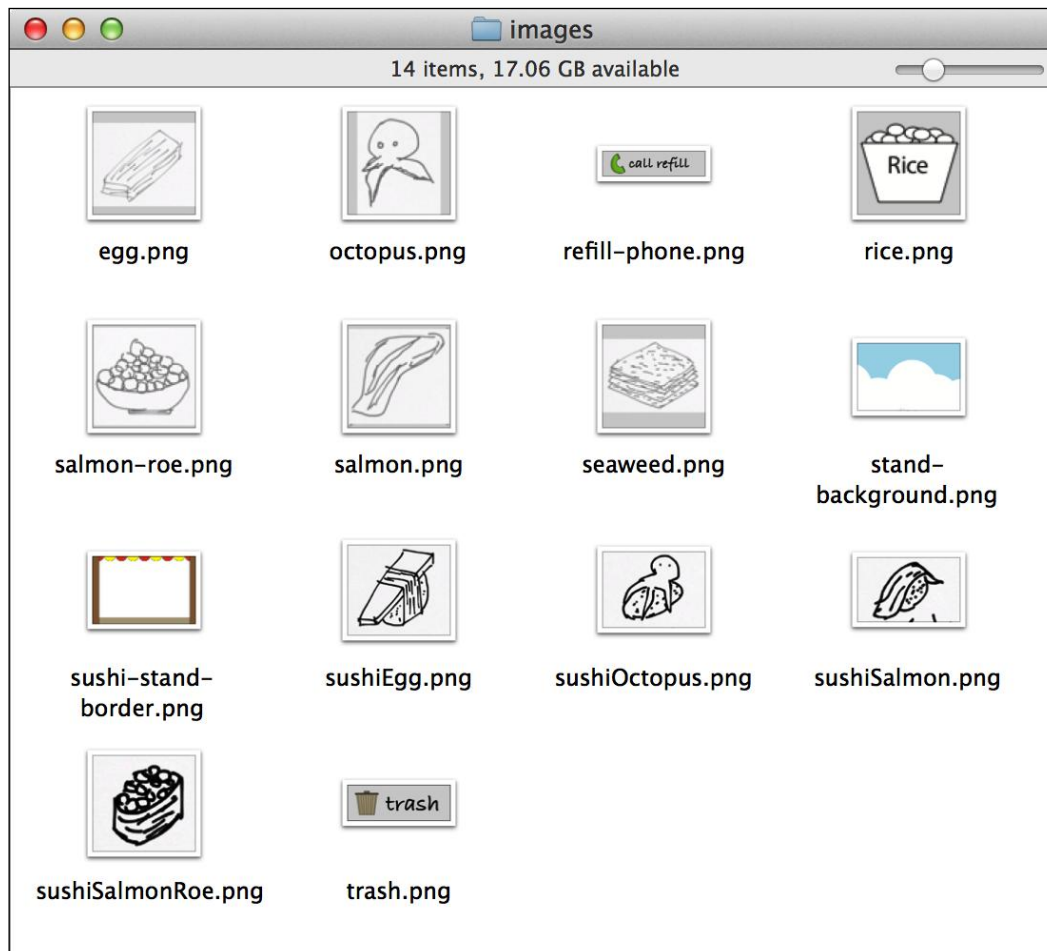 images
14 items, 17.06 GB available
call refill
Rice
egg.png
octopus.png
refill-phone.png
rice.png
salmon-roe.png
salmon.png
seaweed.png
stand-
background.png
trash
sushi-stand-
border.png
sushiEgg.png
sushiOctopus.png
sushiSalmon.png
sushiSalmonRoe.png
trash.png